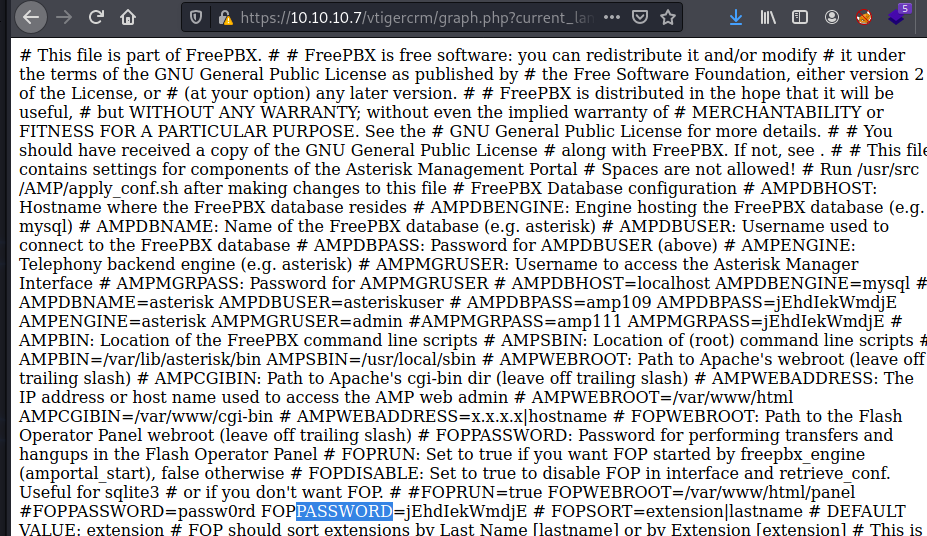 https://10.10.10.7/vtigercrm/graph.php?current_la
5
# This file is part of FreePBX. # # FreePBX is free software: you can redistribute it and/or modify # it under
the terms of the GNU General Public License as published by # the Free Software Foundation, either version 2
of the License, or # (at your option) any later version. # # FreePBX is distributed in the hope that it will be
useful, # but WITHOUT ANY WARRANTY; without even the implied warranty of # MERCHANTABILITY or
FITNESS FOR A PARTICULAR PURPOSE. See the # GNU General Public License for more details. # # You
should have received a copy of the GNU General Public License # along with FreePBX. If not, see . # # This file
contains settings for components of the Asterisk Management Portal # Spaces are not allowed! # Run /usr/src
/AMP/apply_conf.sh after making changes to this file # FreePBX Database configuration # AMPDBHOST:
Hostname where the FreePBX database resides # AMPDBENGINE: Engine hosting the FreePBX database (e.g.
mysql) # AMPDBNAME: Name of the FreePBX database (e.g. asterisk) # AMPDBUSER: Username used to
connect to the FreePBX database # AMPDBPASS: Password for AMPDBUSER (above) # AMPENGINE:
Telephony backend engine (e.g. asterisk) # AMPMGRUSER: Username to access the Asterisk Manager
Interface # AMPMGRPASS: Password for AMPMGRUSER # AMPDBHOST=localhost AMPDBENGINE=mysql #
AMPDBNAME=asterisk AMPDBUSER=asteriskuser # AMPDBPASS=amp109 AMPDBPASS=jEhdIekWmdjE
AMPENGINE=asterisk AMPMGRUSER=admin #AMPMGRPASS=amp111 AMPMGRPASS=jEhdIekWmdjE #
AMPBIN: Location of the FreePBX command line scripts # AMPSBIN: Location of (root) command line scripts #
AMPBIN=/var/lib/asterisk/bin AMPSBIN=/usr/local/sbin # AMPWEBROOT: Path to Apache's webroot (leave off
trailing slash) # AMPCGIBIN: Path to Apache's cgi-bin dir (leave off trailing slash) # AMPWEBADDRESS: The
IP address or host name used to access the AMP web admin # AMPWEBROOT=/var/www/html
AMPCGIBIN=/var/www/cgi-bin # AMPWEBADDRESS=x.x.x.x|hostname # FOPWEBROOT: Path to the Flash
Operator Panel webroot (leave off trailing slash) # FOPPASSWORD: Password for performing transfers and
hangups in the Flash Operator Panel # FOPRUN: Set to true if you want FOP started by freepbx_engine
(amportal_start), false otherwise # FOPDISABLE: Set to true to disable FOP in interface and retrieve_conf.
Useful for sqlite3 # or if you don't want FOP. # #FOPRUN=true FOPWEBROOT=/var/www/html/panel
#FOPPASSWORD=passw0rd FOPPASSWORD=jEhdIekWmdjE # FOPSORT=extension|lastname # DEFAULT
VALUE: extension # FOP should sort extensions by Last Name [lastname] or by Extension [extension] # This is